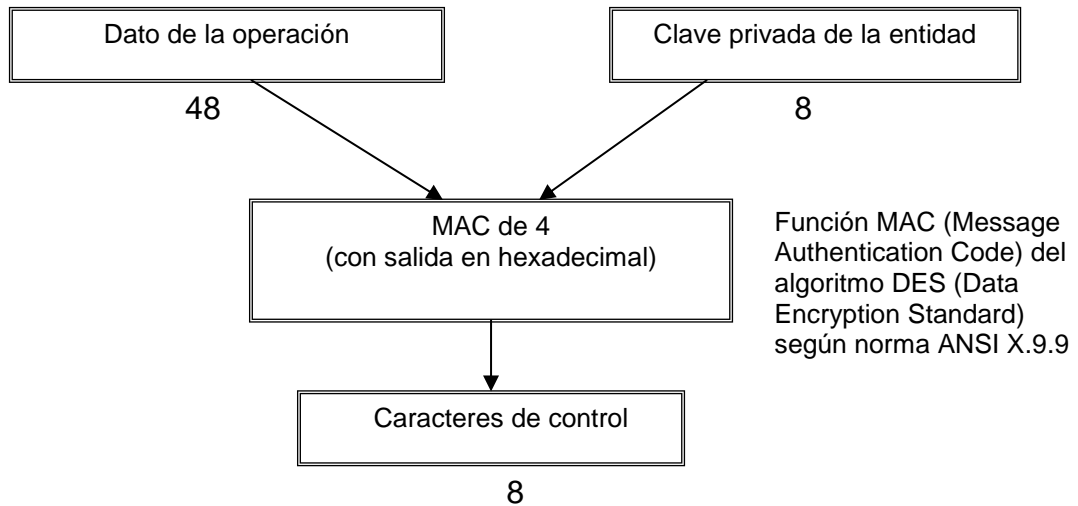 Dato de la operación
Clave privada de la entidad
48
8
MAC de 4
(con salida en hexadecimal)
Función MAC (Message
Authentication Code) del
algoritmo DES (Data
Encryption Standard)
según norma ANSI X.9.9
Caracteres de control
8